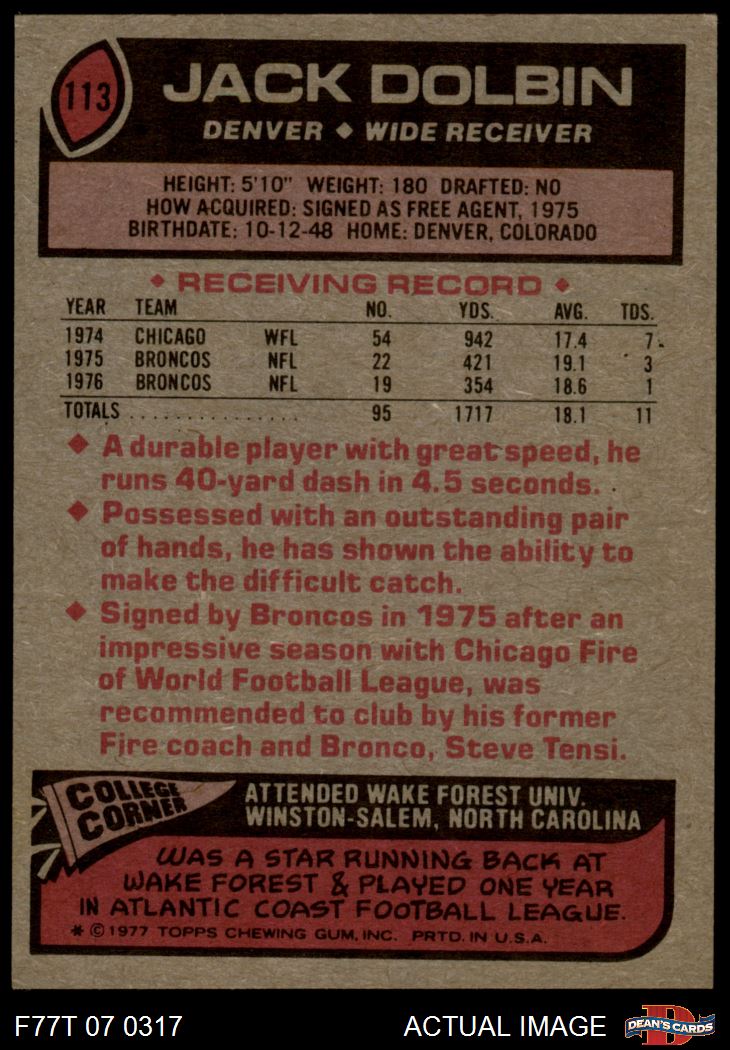 113
JACK DOLBIN
DENVER ◆ WIDE RECEIVER
HEIGHT: 5'10" WEIGHT: 180 DRAFTED: NO
HOW ACQUIRED: SIGNED AS FREE AGENT, 1975
BIRTHDATE: 10-12-48 HOME: DENVER, COLORADO
◆ RECEIVING RECORD ◆
YEAR TEAM NO. YDS. AVG. TDS.
1974 CHICAGO WFL 54 942 17.4 7
1975 BRONCOS NFL 22 421 19.1 3
1976 BRONCOS NFL 19 354 18.6 1
TOTALS . . . . . . . . . . . . . . . 95 1717 18.1 11
◆ A durable player with great speed, he
runs 40-yard dash in 4.5 seconds.
◆ Possessed with an outstanding pair
of hands, he has shown the ability to
make the difficult catch.
◆ Signed by Broncos in 1975 after an
impressive season with Chicago Fire
of World Football League, was
recommended to club by his former
Fire coach and Bronco, Steve Tensi.
COLLEGE
CORNER
ATTENDED WAKE FOREST UNIV.
WINSTON-SALEM, NORTH CAROLINA
WAS A STAR RUNNING BACK AT
WAKE FOREST & PLAYED ONE YEAR
IN ATLANTIC COAST FOOTBALL LEAGUE.
* © 1977 TOPPS CHEWING GUM, INC. PRTD. IN U.S.A.
F77T 07 0317
ACTUAL IMAGE
D
DEAN'S CARDS